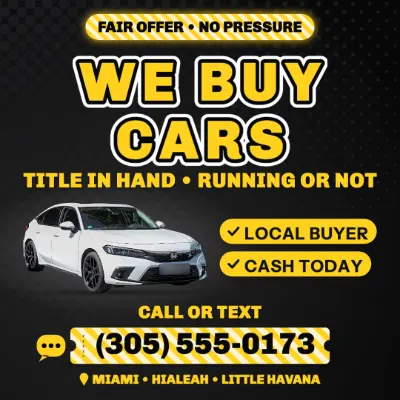 FAIR OFFER • NO PRESSURE
WE BUY
CARS
TITLE IN HAND • RUNNING OR NOT
LOCAL BUYER
CASH TODAY
CALL OR TEXT
(305) 555-0173
MIAMI • HIALEAH • LITTLE HAVANA